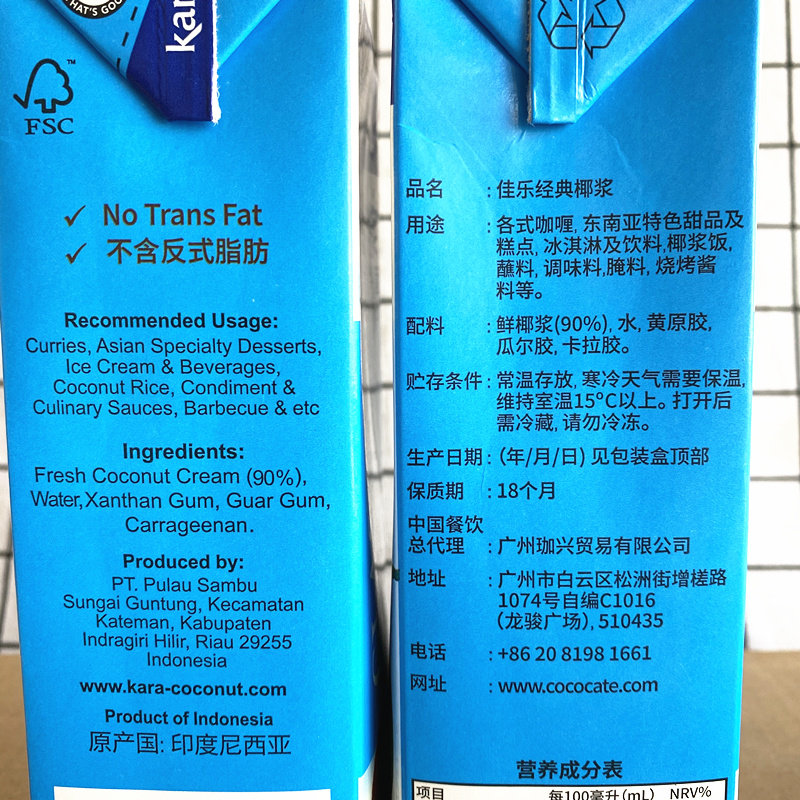 THAT'S GOO
kar
FSC
™
✓ No Trans Fat
✓ 不含反式脂肪
Recommended Usage:
Curries, Asian Specialty Desserts,
Ice Cream & Beverages,
Coconut Rice, Condiment &
Culinary Sauces, Barbecue & etc
Ingredients:
Fresh Coconut Cream (90%),
Water,Xanthan Gum, Guar Gum,
Carrageenan.
Produced by:
PT. Pulau Sambu
Sungai Guntung, Kecamatan
Kateman, Kabupaten
Indragiri Hilir, Riau 29255
Indonesia
www.kara-coconut.com
Product of Indonesia
原产国: 印度尼西亚
品名 : 佳乐经典椰浆
用途 : 各式咖喱, 东南亚特色甜品及
糕点, 冰淇淋及饮料,椰浆饭,
蘸料, 调味料,腌料, 烧烤酱
料等。
配料 : 鲜椰浆(90%), 水, 黄原胶,
瓜尔胶, 卡拉胶。
贮存条件 : 常温存放, 寒冷天气需要保温,
维持室温15°C以上。打开后
需冷藏, 请勿冷冻。
生产日期 : (年/月/日) 见包装盒顶部
保质期 : 18个月
中国餐饮
总代理 : 广州珈兴贸易有限公司
地址 : 广州市白云区松洲街增槎路
1074号自编C1016
(龙骏广场), 510435
电话 : +86 20 8198 1661
网址 : www.cococate.com
营养成分表
项目 每100毫升(mL) NRV%